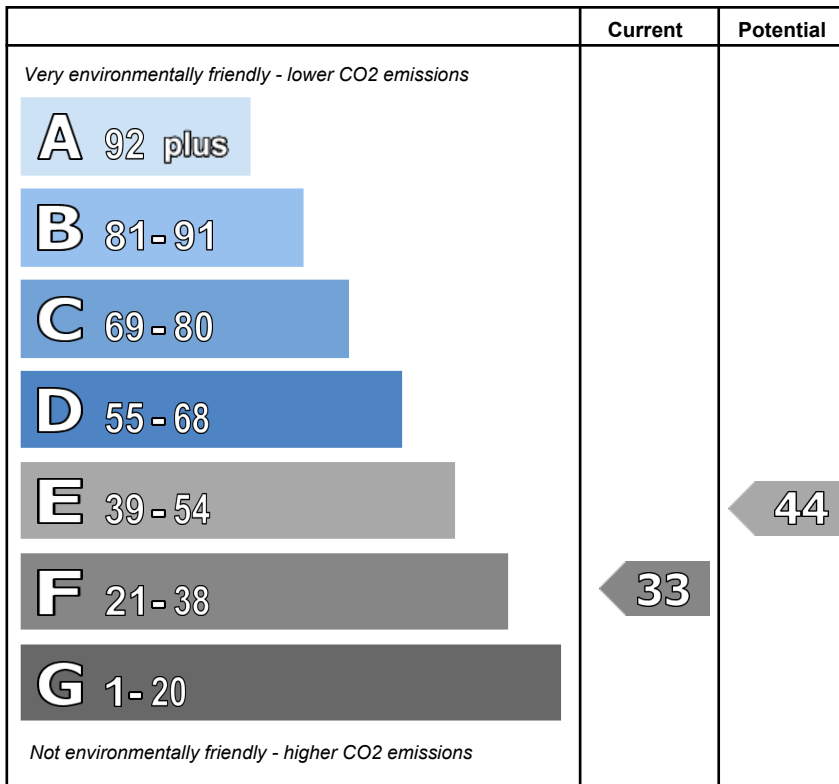 Current Potential
Very environmentally friendly - lower CO2 emissions
A 92 plus
B 81-91
C 69-80
D 55-68
E 39-54
44
F 21-38
33
G 1-20
Not environmentally friendly - higher CO2 emissions